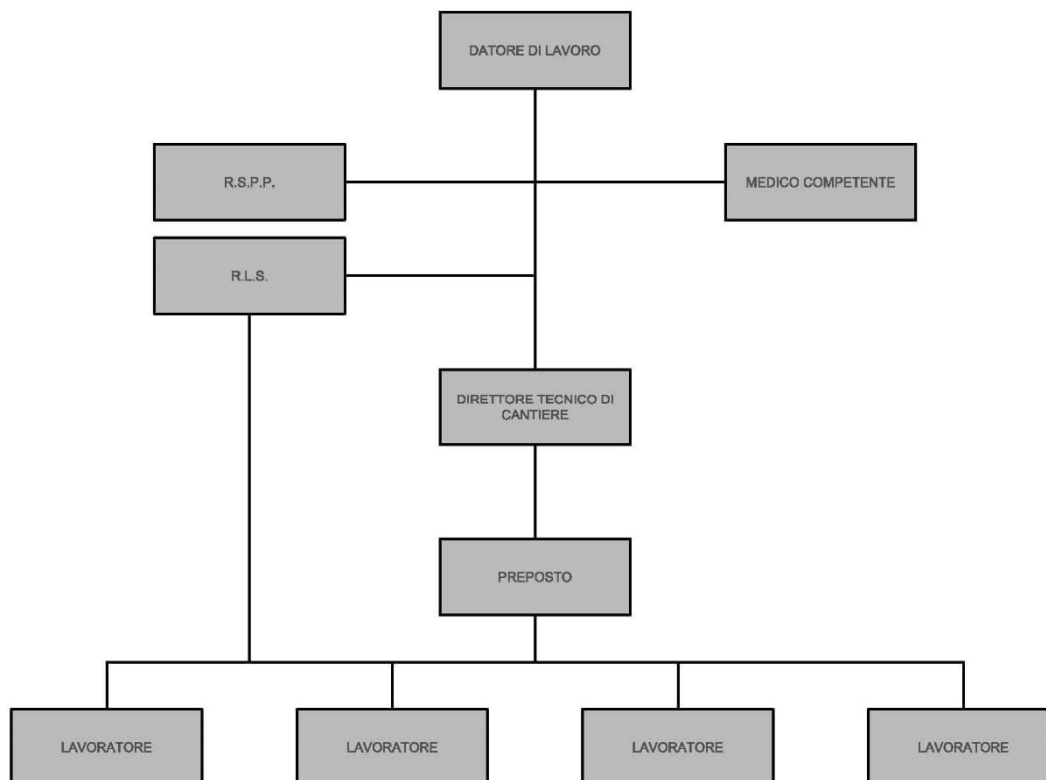 DATORE DI LAVORO
R.S.P.P.
MEDICO COMPETENTE
R.L.S.
DIRETTORE TECNICO DI
CANTIERE
PREPOSTO
LAVORATORE
LAVORATORE
LAVORATORE
LAVORATORE